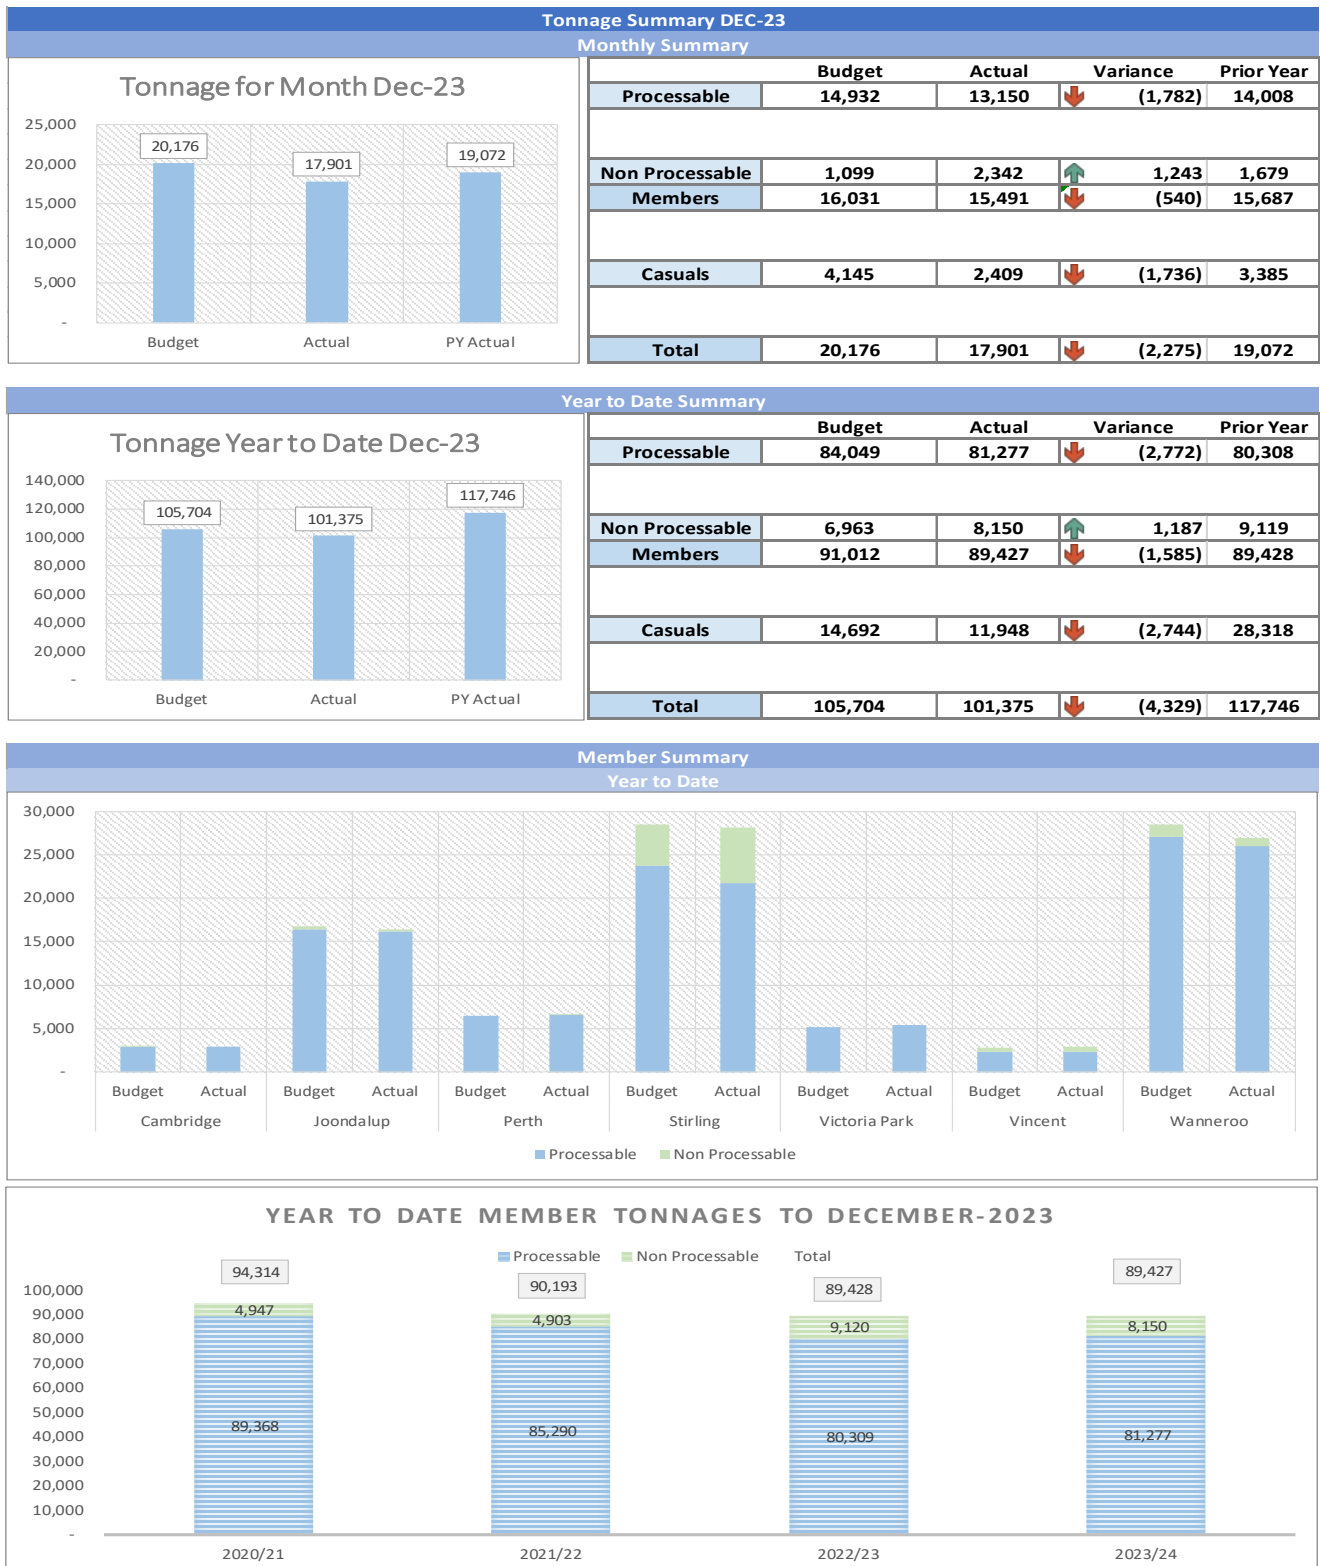 Tonnage Summary DEC-23
Monthly Summary
Tonnage for Month Dec-23
25,000
20,000
15,000
10,000
5,000
-
20,176
17,901
19,072
Budget Actual PY Actual
Budget Actual Variance Prior Year
Processable 14,932 13,150 (1,782) 14,008
Non Processable 1,099 2,342 1,243 1,679
Members 16,031 15,491 (540) 15,687
Casuals 4,145 2,409 (1,736) 3,385
Total 20,176 17,901 (2,275) 19,072
Year to Date Summary
Tonnage Year to Date Dec-23
140,000
120,000
100,000
80,000
60,000
40,000
20,000
-
105,704
101,375
117,746
Budget Actual PY Actual
Budget Actual Variance Prior Year
Processable 84,049 81,277 (2,772) 80,308
Non Processable 6,963 8,150 1,187 9,119
Members 91,012 89,427 (1,585) 89,428
Casuals 14,692 11,948 (2,744) 28,318
Total 105,704 101,375 (4,329) 117,746
Member Summary
Year to Date
30,000
25,000
20,000
15,000
10,000
5,000
-
Budget Actual Budget Actual Budget Actual Budget Actual Budget Actual Budget Actual Budget Actual
Cambridge Joondalup Perth Stirling Victoria Park Vincent Wanneroo
Processable Non Processable
YEAR TO DATE MEMBER TONNAGES TO DECEMBER-2023
Processable Non Processable Total
94,314 90,193 89,428 89,427
100,000
90,000
80,000
70,000
60,000
50,000
40,000
30,000
20,000
10,000
-
4,947 4,903 9,120 8,150
89,368 85,290 80,309 81,277
2020/21 2021/22 2022/23 2023/24